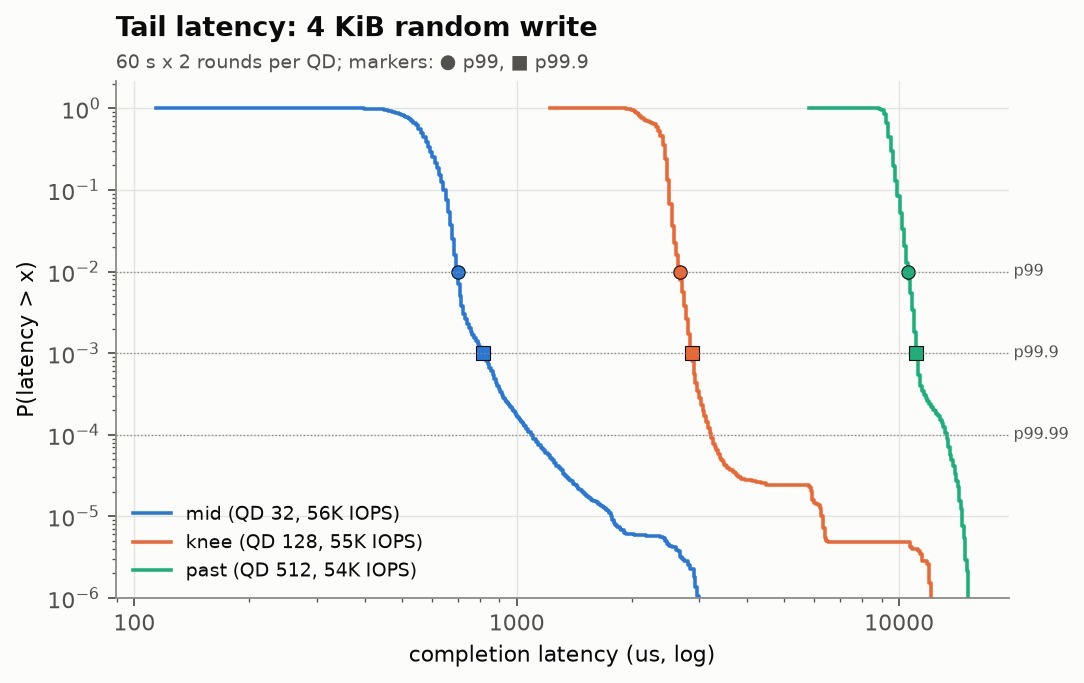 Tail latency: 4 KiB random write
60 s x 2 rounds per QD; markers: ● p99, ■ p99.9
P(latency > x)
10⁰
10⁻¹
10⁻²
10⁻³
10⁻⁴
10⁻⁵
10⁻⁶
p99
p99.9
p99.99
mid (QD 32, 56K IOPS)
knee (QD 128, 55K IOPS)
past (QD 512, 54K IOPS)
100
1000
10000
completion latency (us, log)